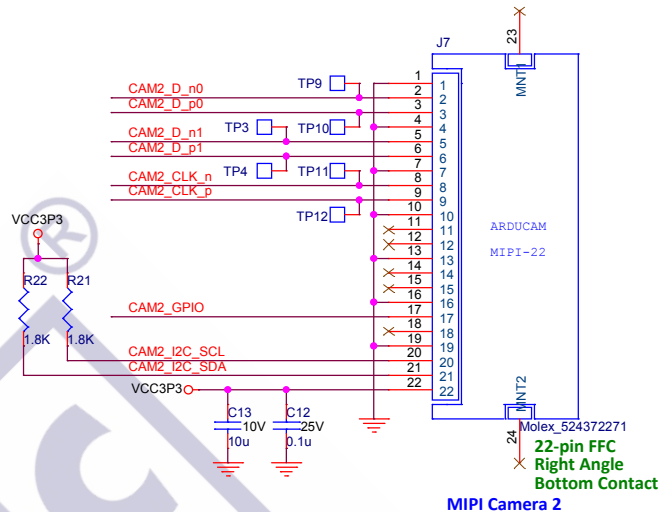 23
J7
MNT1
TP9
1 1
CAM2_D_n0 2 2
CAM2_D_p0 3 3
TP3 TP10 4 4
CAM2_D_n1 5 5
CAM2_D_p1 6 6
TP4 TP11 7 7
CAM2_CLK_n 8 8
CAM2_CLK_p 9 9
TP12 10 10
11 11
ARDUCAM
12 12
MIPI-22
13 13
VCC3P3
14 14
®
15 15
R22 R21
16 16
CAM2_GPIO 17 17
1.8K 1.8K
18 18
19 19
CAM2_I2C_SCL 20 20
CAM2_I2C_SDA 21 21
VCC3P3 22 22
MNT2
C13 C12
10V 25V
10u 0.1u
24
Molex_524372271
22-pin FFC
Right Angle
Bottom Contact
MIPI Camera 2